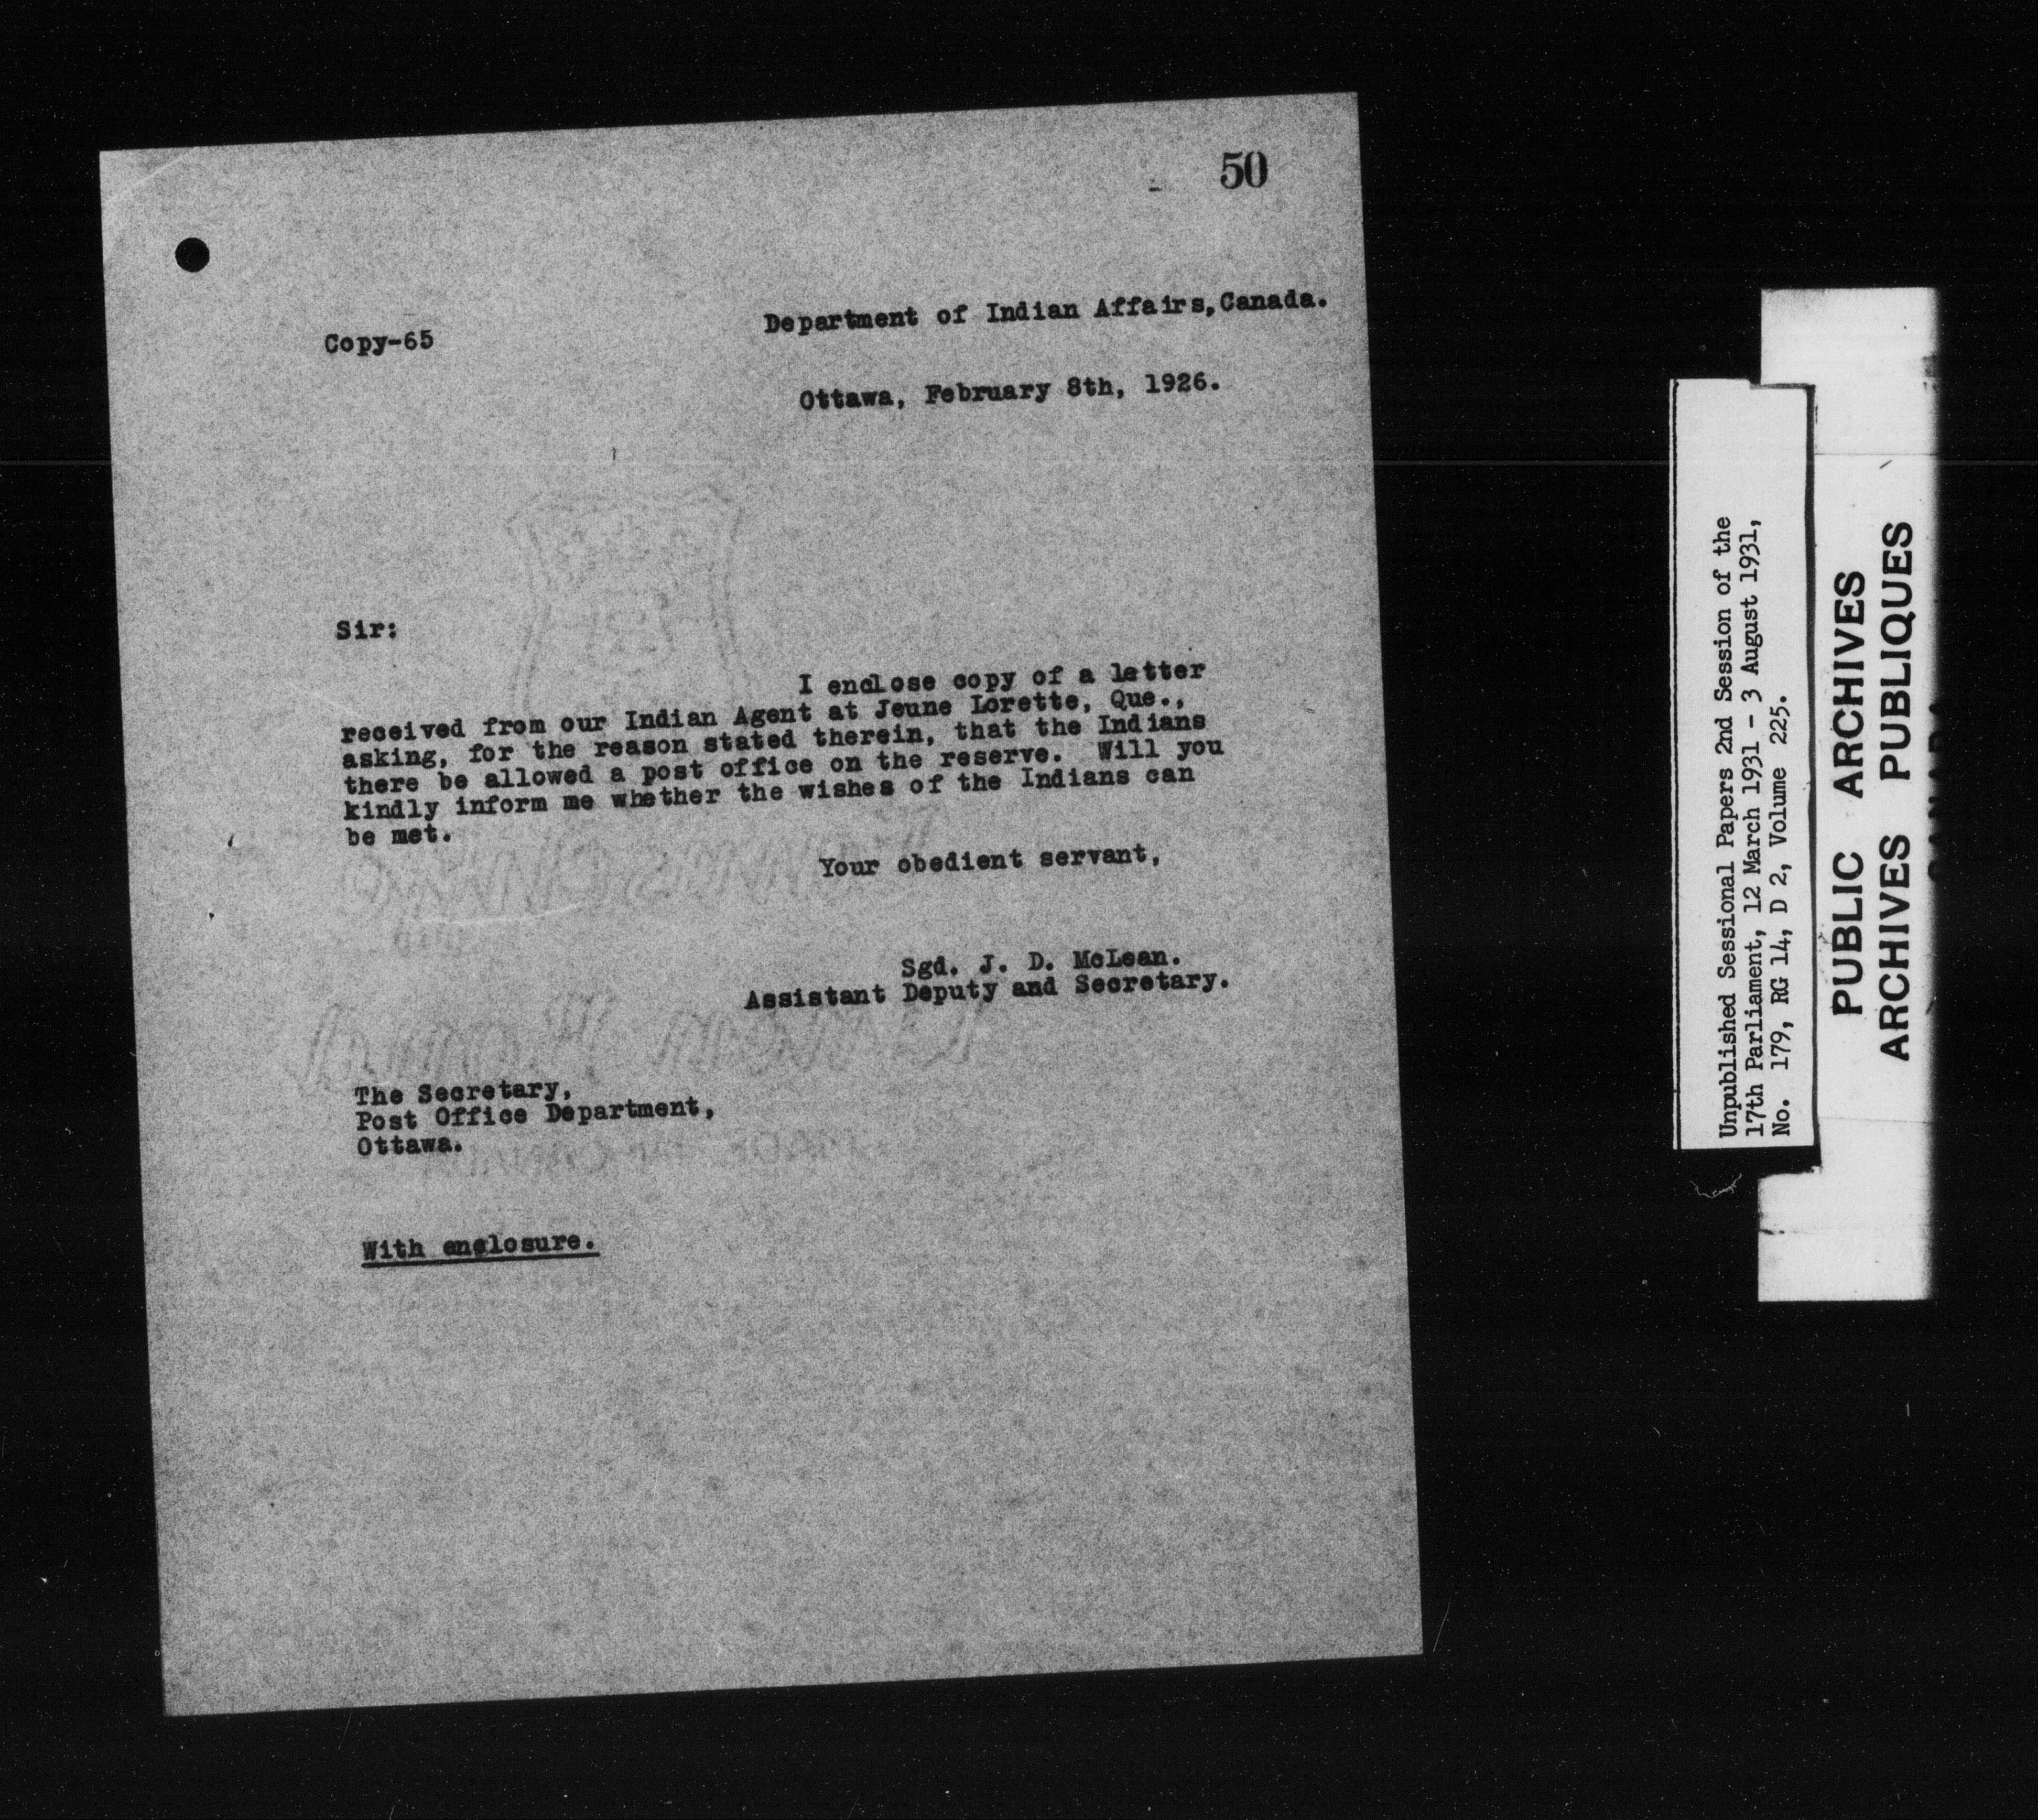 50
Department of Indian Affairs, Canada.
Copy-65
Ottawa, February 8th, 1926.
Sir:
I enclose copy of a letter
received from our Indian Agent at Jeune Lorette, Que.,
asking, for the reason stated therein, that the Indians
there be allowed a post office on the reserve. Will you
kindly inform me whether the wishes of the Indians can
be met.
Your obedient servant,
Sgd. J. D. McLean.
Assistant Deputy and Secretary.
The Secretary,
Post Office Department,
Ottawa.
With enclosure.
Unpublished Sessional Papers 2nd Session of the
17th Parliament, 12 March 1931 - 3 August 1931,
No. 179, RG 14, D 2, Volume 225.
PUBLIC ARCHIVES
ARCHIVES PUBLIQUES